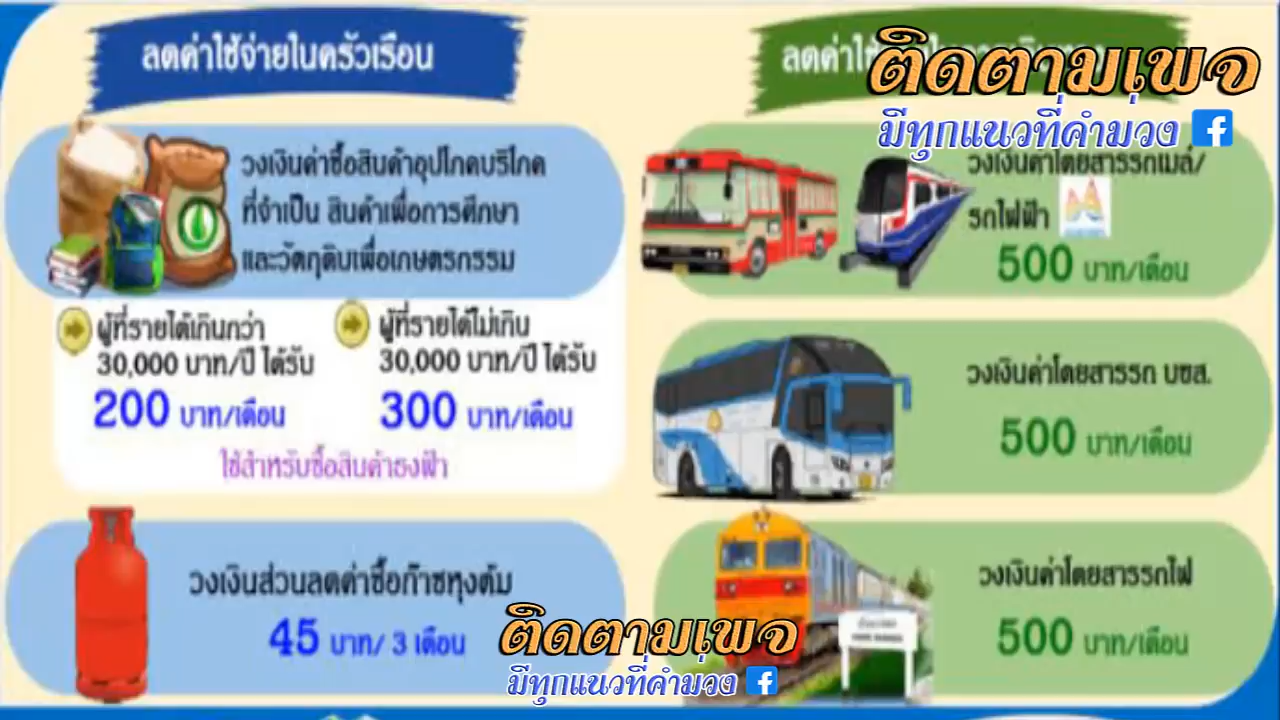 ลดค่าใช้จ่ายในครัวเรือน
วงเงินค่าซื้อสินค้าอุปโภคบริโภค
ที่จำเป็น สินค้าเพื่อการศึกษา
และวัตถุดิบเพื่อเกษตรกรรม
ผู้ที่รายได้เกินกว่า
30,000 บาท/ปี ได้รับ
200 บาท/เดือน
ผู้ที่รายได้ไม่เกิน
30,000 บาท/ปี ได้รับ
300 บาท/เดือน
ใช้สำหรับซื้อสินค้าธงฟ้า
วงเงินส่วนลดค่าซื้อก๊าซหุงต้ม
45 บาท/ 3 เดือน
ลดค่าใช้
ติดตามเพจ
มีทุกแนวที่คำม่วง
วงเงินค่าโดยสารรถเมล์/
รถไฟฟ้า
500 บาท/เดือน
วงเงินค่าโดยสารรถ บขส.
500 บาท/เดือน
วงเงินค่าโดยสารรถไฟ
500 บาท/เดือน
ติดตามเพจ
มีทุกแนวที่คำม่วง